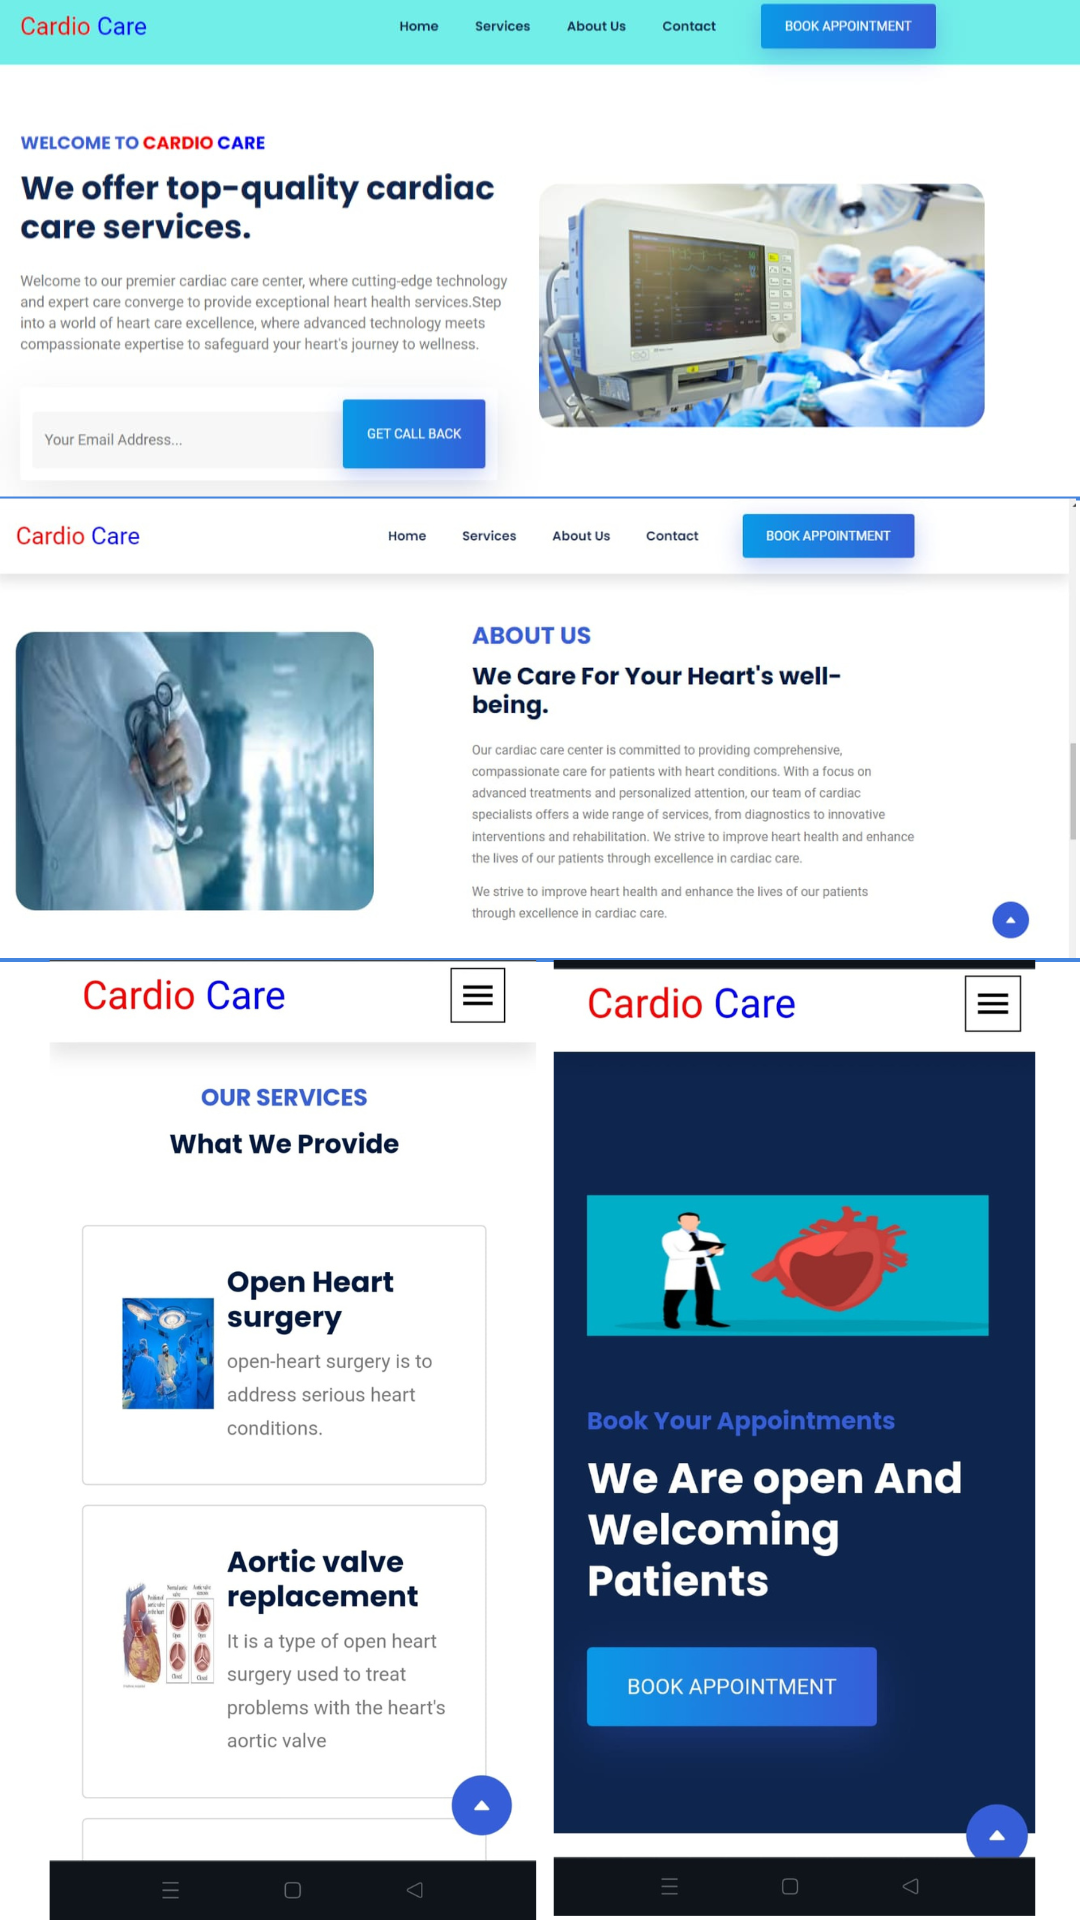 Cardio Care
Home Services About Us Contact BOOK APPOINTMENT
WELCOME TO CARDIO CARE
We offer top-quality cardiac
care services.
Welcome to our premier cardiac care center, where cutting-edge technology
and expert care converge to provide exceptional heart health services.Step
into a world of heart care excellence, where advanced technology meets
compassionate expertise to safeguard your heart's journey to wellness.
Your Email Address...
GET CALL BACK
Cardio Care
Home Services About Us Contact BOOK APPOINTMENT
ABOUT US
We Care For Your Heart's well-
being.
Our cardiac care center is committed to providing comprehensive,
compassionate care for patients with heart conditions. With a focus on
advanced treatments and personalized attention, our team of cardiac
specialists offers a wide range of services, from diagnostics to innovative
interventions and rehabilitation. We strive to improve heart health and enhance
the lives of our patients through excellence in cardiac care.
We strive to improve heart health and enhance the lives of our patients
through excellence in cardiac care.
Cardio Care
OUR SERVICES
What We Provide
Open Heart
surgery
open-heart surgery is to
address serious heart
conditions.
Aortic valve
replacement
It is a type of open heart
surgery used to treat
problems with the heart's
aortic valve
Cardio Care
Book Your Appointments
We Are open And
Welcoming
Patients
BOOK APPOINTMENT